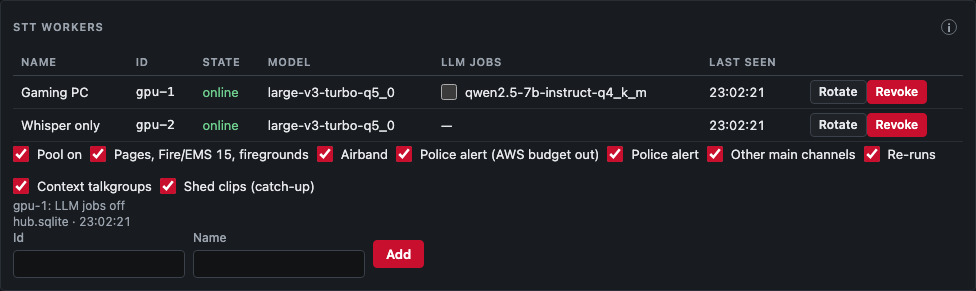 STT WORKERS
NAME ID STATE MODEL LLM JOBS LAST SEEN
Gaming PC gpu-1 online large-v3-turbo-q5_0 qwen2.5-7b-instruct-q4_k_m 23:02:21 Rotate Revoke
Whisper only gpu-2 online large-v3-turbo-q5_0 — 23:02:21 Rotate Revoke
Pool on Pages, Fire/EMS 15, firegrounds Airband Police alert (AWS budget out) Police alert Other main channels Re-runs
Context talkgroups Shed clips (catch-up)
gpu-1: LLM jobs off
hub.sqlite · 23:02:21
Id Name
Add